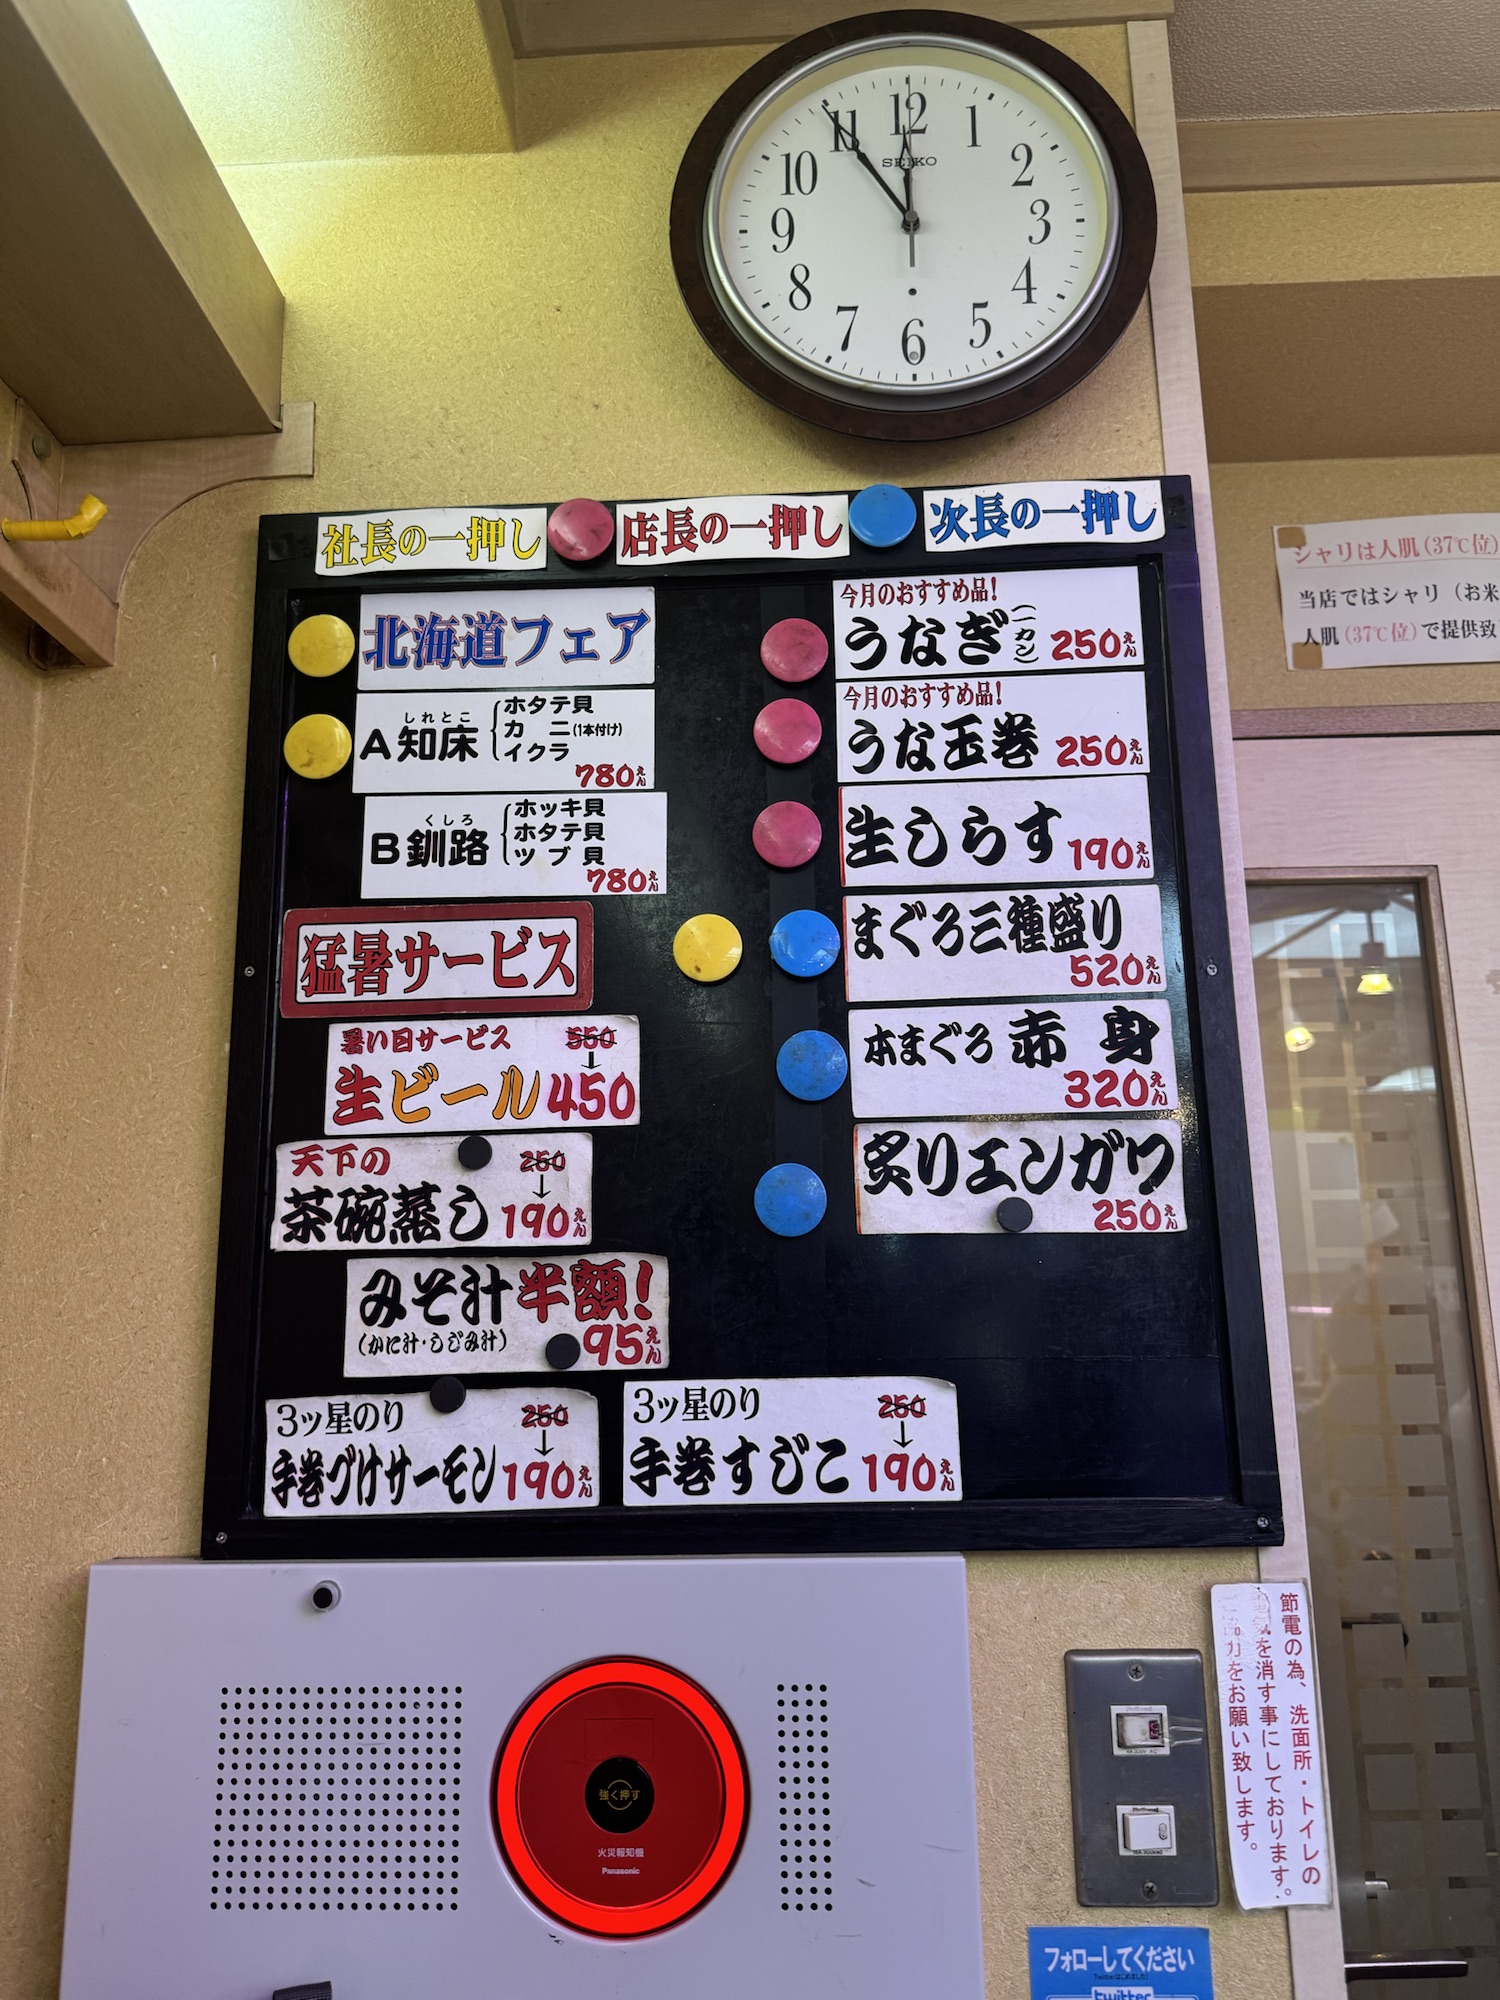 12
1
2
3
4
5
6
7
8
9
10
11
SEIKO
社長の一押し
店長の一押し
次長の一押し
北海道フェア
しれとこ
A知床
ホタテ貝
カニ(1本付け)
イクラ
780えん
くしろ
B釧路
ホッキ貝
ホタテ貝
ツブ貝
780えん
猛暑サービス
暑い日サービス 550
↓
生ビール450
天下の 250
↓
茶碗蒸し190えん
みそ汁半額!
(かに汁・しじみ汁) 95えん
3ッ星のり 250
↓
手巻づけサーモン190えん
3ッ星のり 250
↓
手巻すじこ190えん
今月のおすすめ品!
うなぎ(一カン)250えん
今月のおすすめ品!
うな玉巻 250えん
生しらす190えん
まぐろ三種盛り
520えん
本まぐろ 赤身
320えん
炙りエンガワ
250えん
シャリは人肌(37℃位)
当店ではシャリ(お米
人肌(37℃位)で提供致
強く押す
火災報知機
Panasonic
節電の為、洗面所・トイレの
気を消す事にしております。
協力をお願い致します。
フォローしてください
twitter